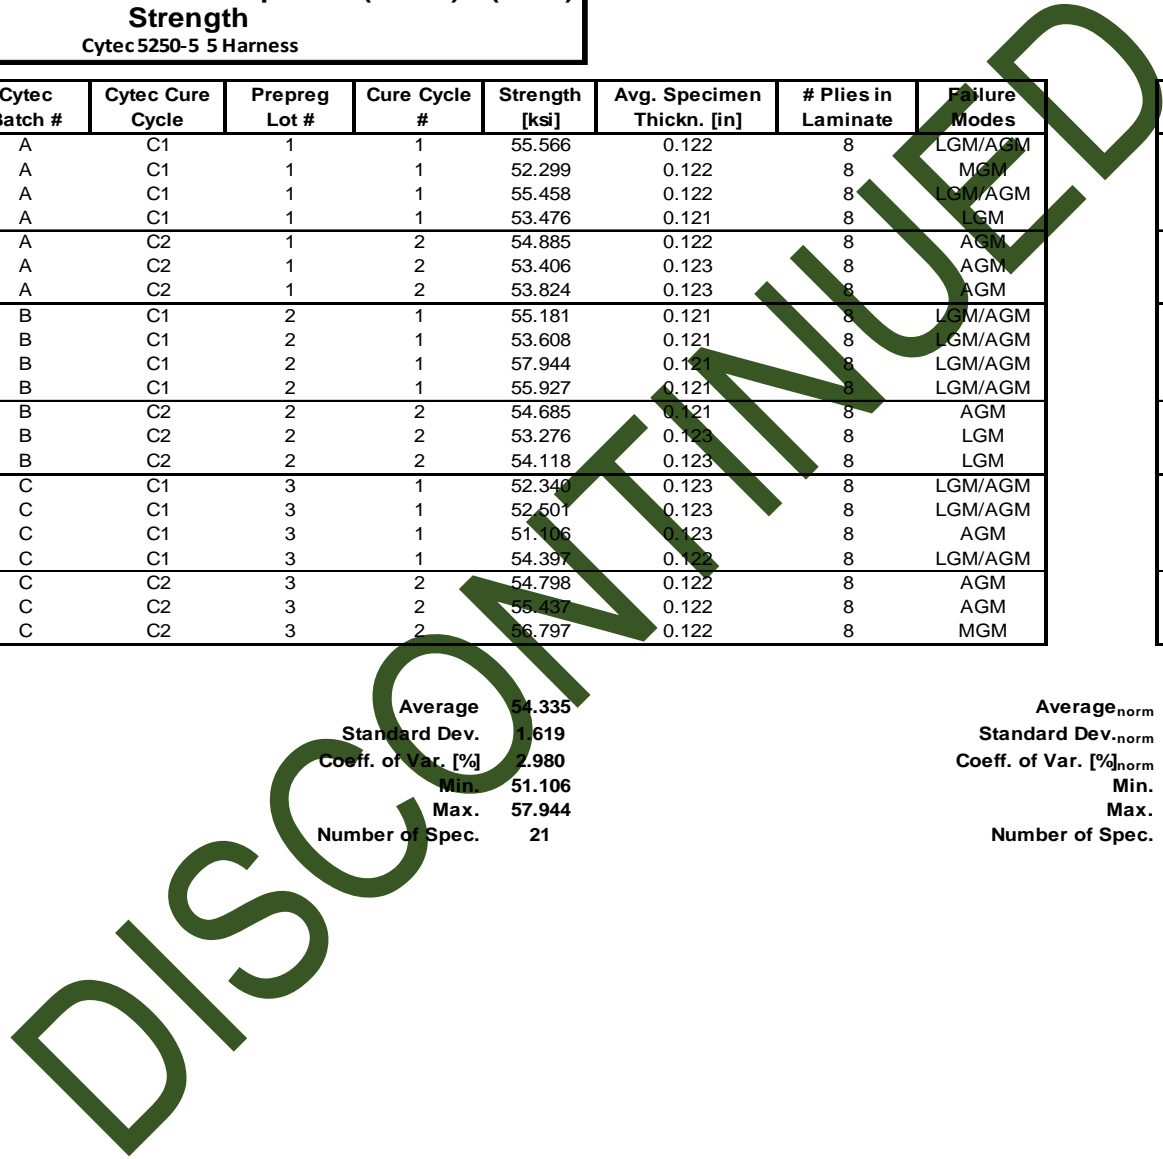 Strength
Cytec 5250-5 5 Harness
Cytec Cytec Cure Prepreg Cure Cycle Strength Avg. Specimen # Plies in Failure
Batch # Cycle Lot # # [ksi] Thickn. [in] Laminate Modes
A C1 1 1 55.566 0.122 8 LGM/AGM
A C1 1 1 52.299 0.122 8 MGM
A C1 1 1 55.458 0.122 8 LGM/AGM
A C1 1 1 53.476 0.121 8 LGM
A C2 1 2 54.885 0.122 8 AGM
A C2 1 2 53.406 0.123 8 AGM
A C2 1 2 53.824 0.123 8 AGM
B C1 2 1 55.181 0.121 8 LGM/AGM
B C1 2 1 53.608 0.121 8 LGM/AGM
B C1 2 1 57.944 0.121 8 LGM/AGM
B C1 2 1 55.927 0.121 8 LGM/AGM
B C2 2 2 54.685 0.121 8 AGM
B C2 2 2 53.276 0.123 8 LGM
B C2 2 2 54.118 0.123 8 LGM
C C1 3 1 52.340 0.123 8 LGM/AGM
C C1 3 1 52.501 0.123 8 LGM/AGM
C C1 3 1 51.106 0.123 8 AGM
C C1 3 1 54.397 0.122 8 LGM/AGM
C C2 3 2 54.798 0.122 8 AGM
C C2 3 2 55.437 0.122 8 AGM
C C2 3 2 56.797 0.122 8 MGM
Average 54.335 Average norm
Standard Dev. 1.619 Standard Dev. norm
Coeff. of Var. [%] 2.980 Coeff. of Var. [%] norm
Min. 51.106 Min.
Max. 57.944 Max.
Number of Spec. 21 Number of Spec.
DISCONTINUED